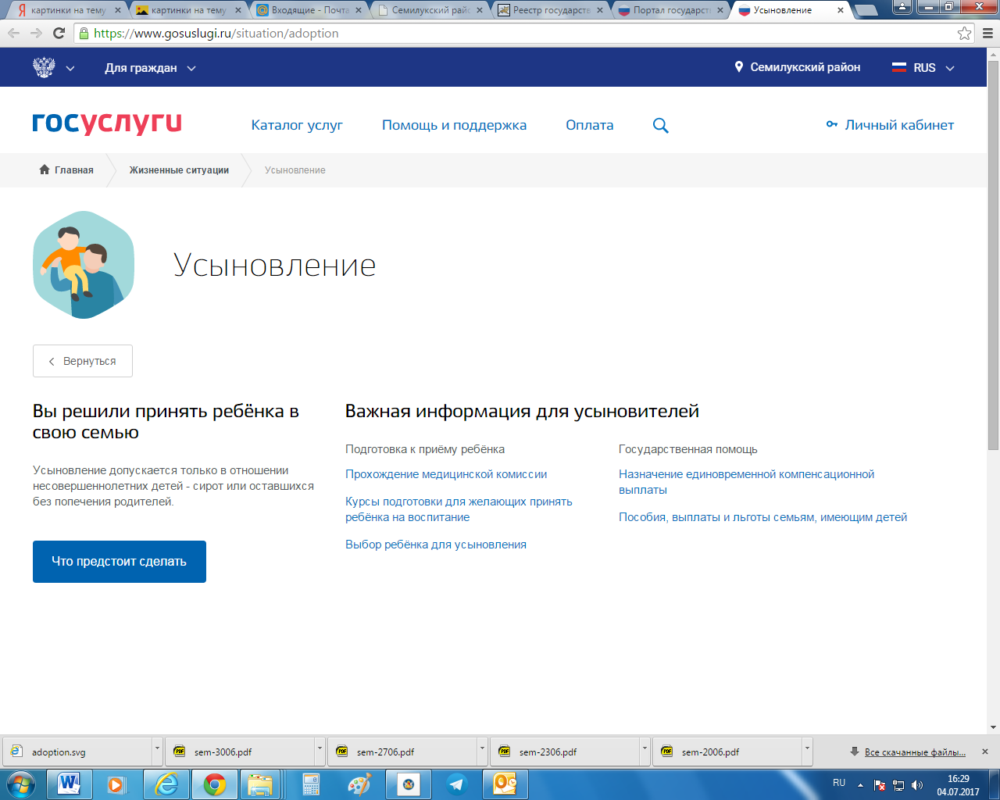 картинки на тему
картинки на тему
Входящие - Почта
Семилукский райо
Реестр государств
Портал государст
Усыновление
https://www.gosuslugi.ru/situation/adoption
Для граждан
Семилукский район
RUS
госуслуги
Каталог услуг
Помощь и поддержка
Оплата
Личный кабинет
Главная
Жизненные ситуации
Усыновление
Усыновление
Вернуться
Вы решили принять ребёнка в
свою семью
Усыновление допускается только в отношении
несовершеннолетних детей - сирот или оставшихся
без попечения родителей.
Что предстоит сделать
Важная информация для усыновителей
Подготовка к приёму ребёнка
Прохождение медицинской комиссии
Курсы подготовки для желающих принять
ребёнка на воспитание
Выбор ребёнка для усыновления
Государственная помощь
Назначение единовременной компенсационной
выплаты
Пособия, выплаты и льготы семьям, имеющим детей
adoption.svg
sem-3006.pdf
sem-2706.pdf
sem-2306.pdf
sem-2006.pdf
Все скачанные файлы...
RU
16:29
04.07.2017